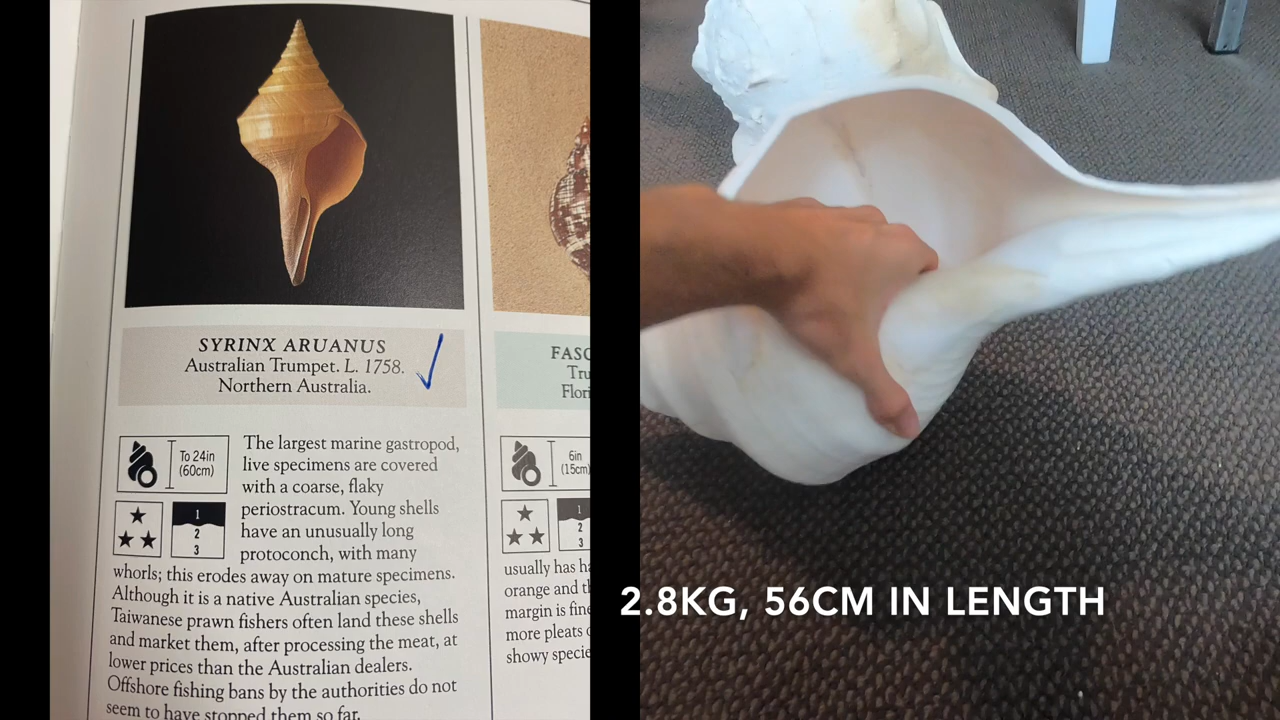 SYRINX ARUANUS
Australian Trumpet. L. 1758.
Northern Australia.
To 24in
(60cm)
1
2
3
The largest marine gastropod,
live specimens are covered
with a coarse, flaky
periostracum. Young shells
have an unusually long
protoconch, with many
whorls; this erodes away on mature specimens.
Although it is a native Australian species,
Taiwanese prawn fishers often land these shells
and market them, after processing the meat, at
lower prices than the Australian dealers.
Offshore fishing bans by the authorities do not
seem to have stopped them so far.
FASC
Tru
Flori
6in
(15cm)
1
2
3
usually has ha
orange and th
margin is fine
more pleats o
showy specie
2.8KG, 56CM IN LENGTH